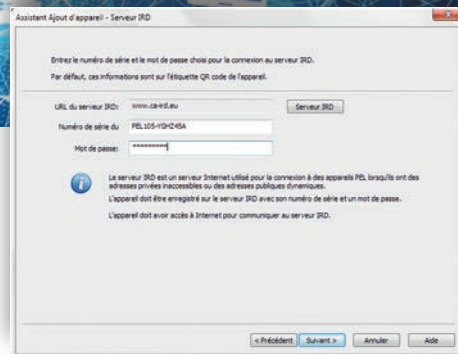 Assistant Ajout d'appareil - Serveur IRD
Entrez le numéro de série et le mot de passe choisi pour la connexion au serveur IRD.
Par défaut, ces informations sont sur l'étiquette QR code de l'appareil.
URL du serveur IRD: www.ca-ird.eu Serveur IRD
Numéro de série du PEL105-YGHZ45A
Mot de passe: **********
Le serveur IRD est un serveur Internet utilisé pour la connexion à des appareils PEL lorsqu'ils ont des
adresses privées inaccessibles ou des adresses publiques dynamiques.
L'appareil doit être enregistré sur le serveur IRD avec son numéro de série et un mot de passe.
L'appareil doit avoir accès à Internet pour communiquer au serveur IRD.
< Précédent Suivant > Annuler Aide